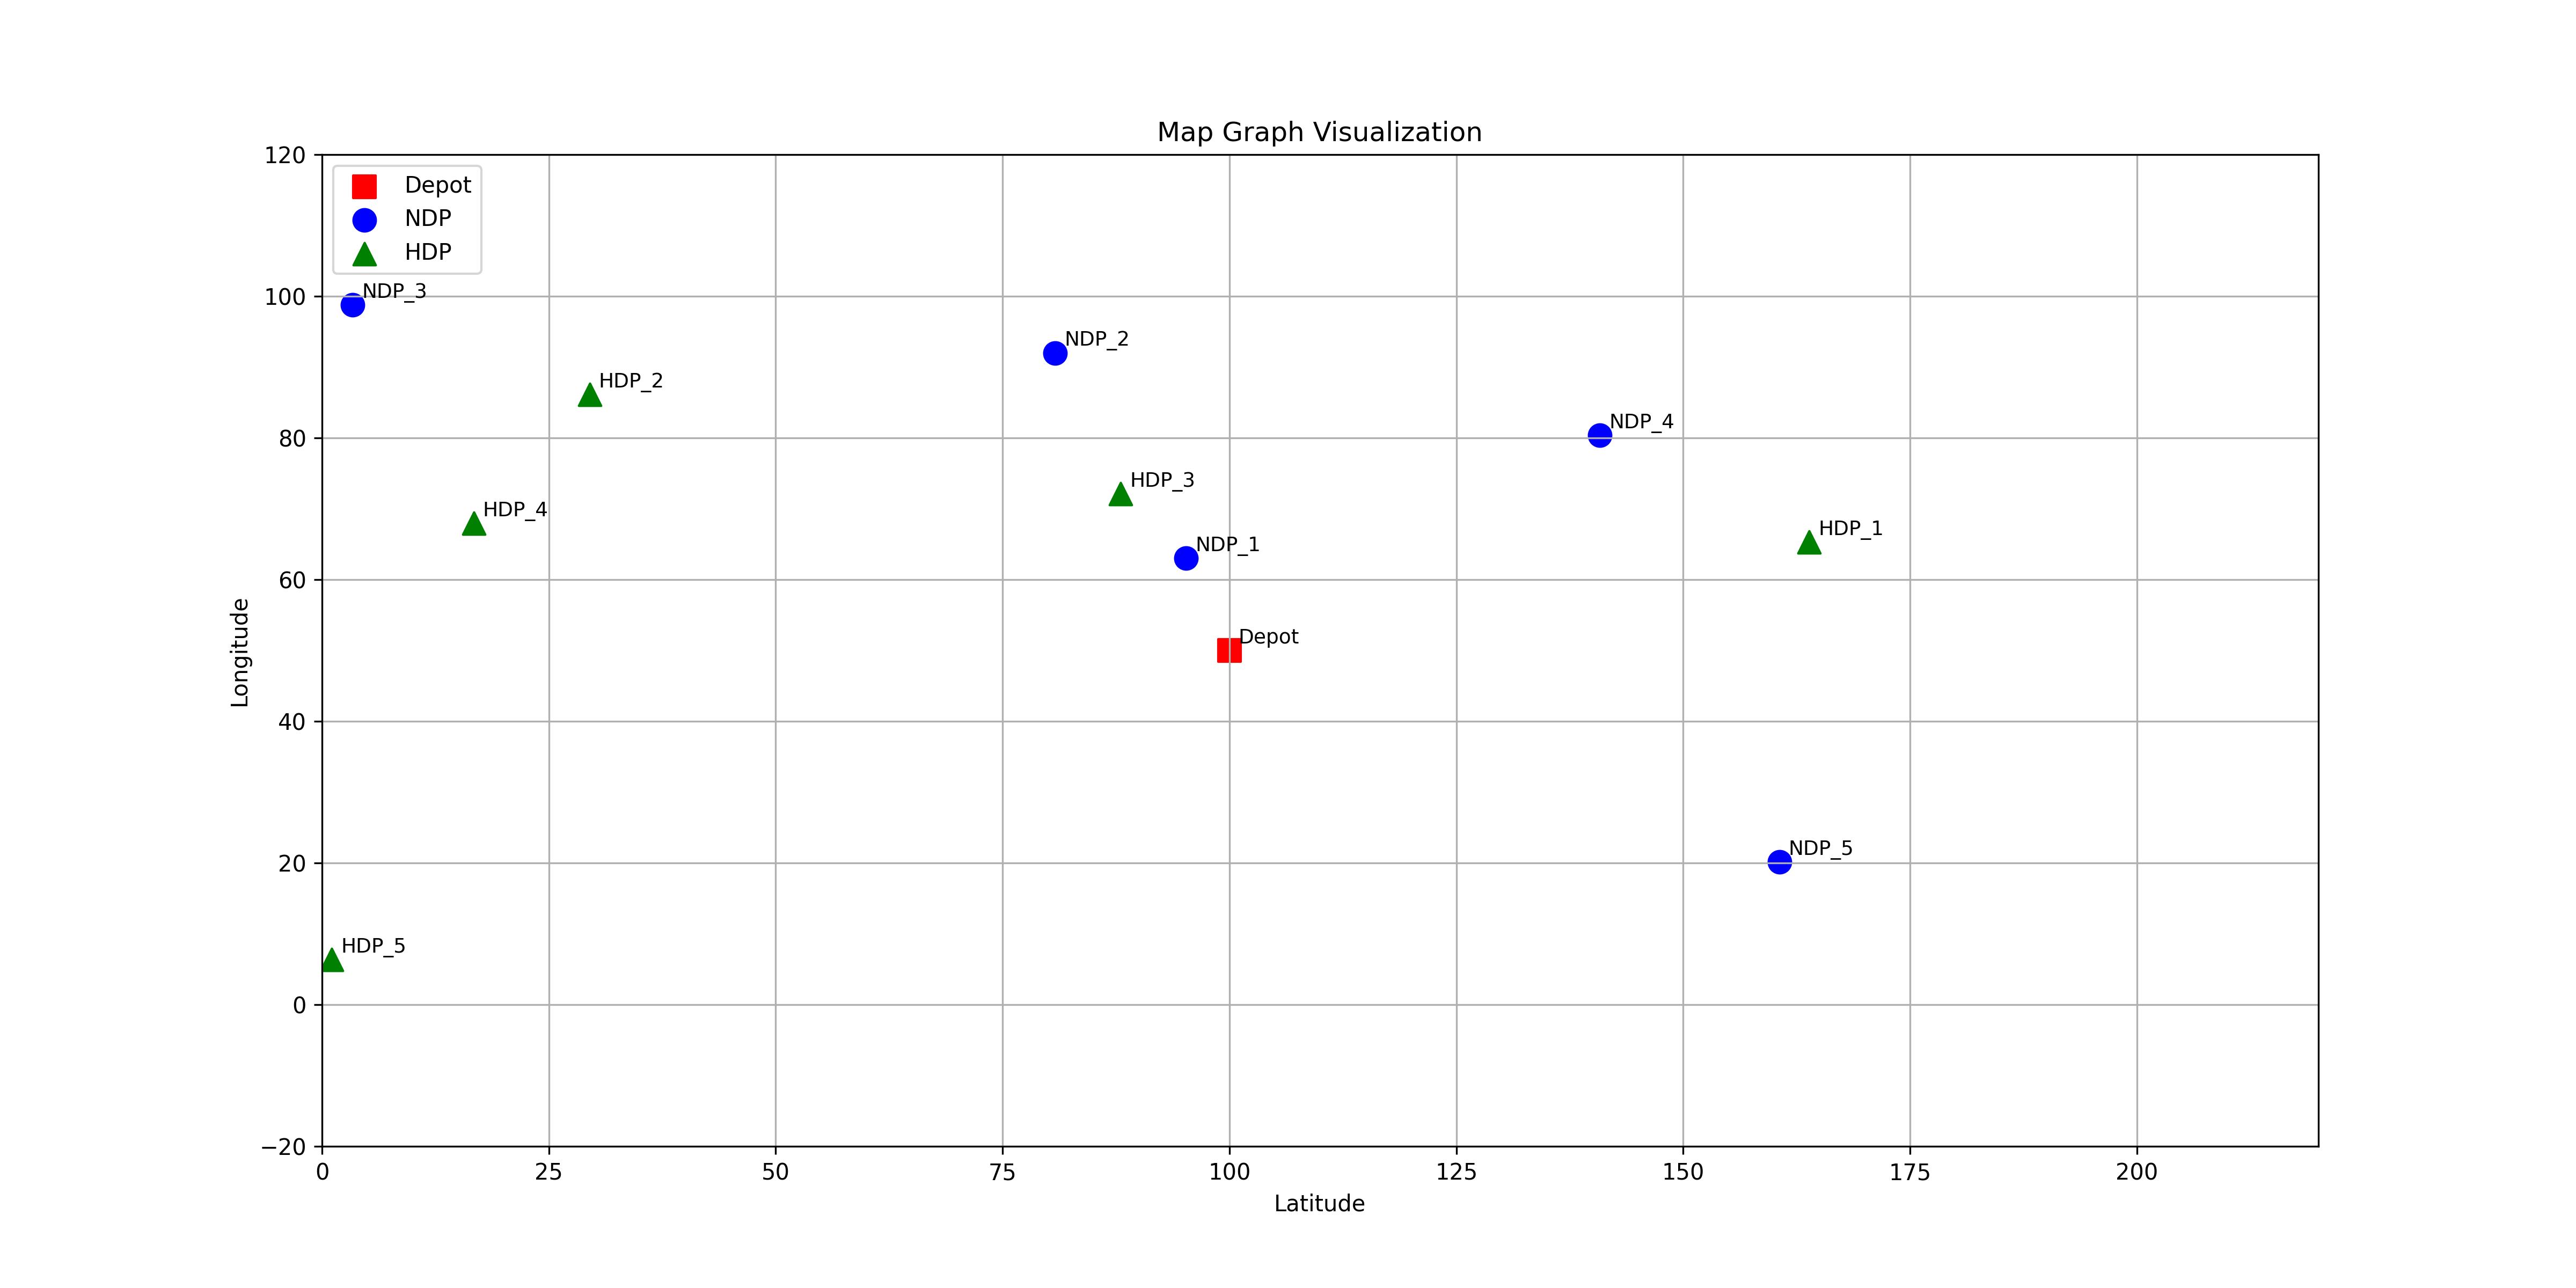 Map Graph Visualization
120
100
80
60
40
20
0
−20
Longitude
Depot
NDP
HDP
NDP_3
NDP_2
HDP_2
NDP_4
HDP_3
HDP_4
HDP_1
NDP_1
Depot
NDP_5
HDP_5
0 25 50 75 100 125 150 175 200
Latitude